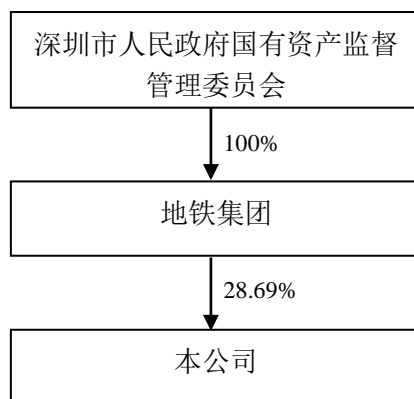 深圳市人民政府国有资产监督
管理委员会
100%
地铁集团
28.69%
本公司